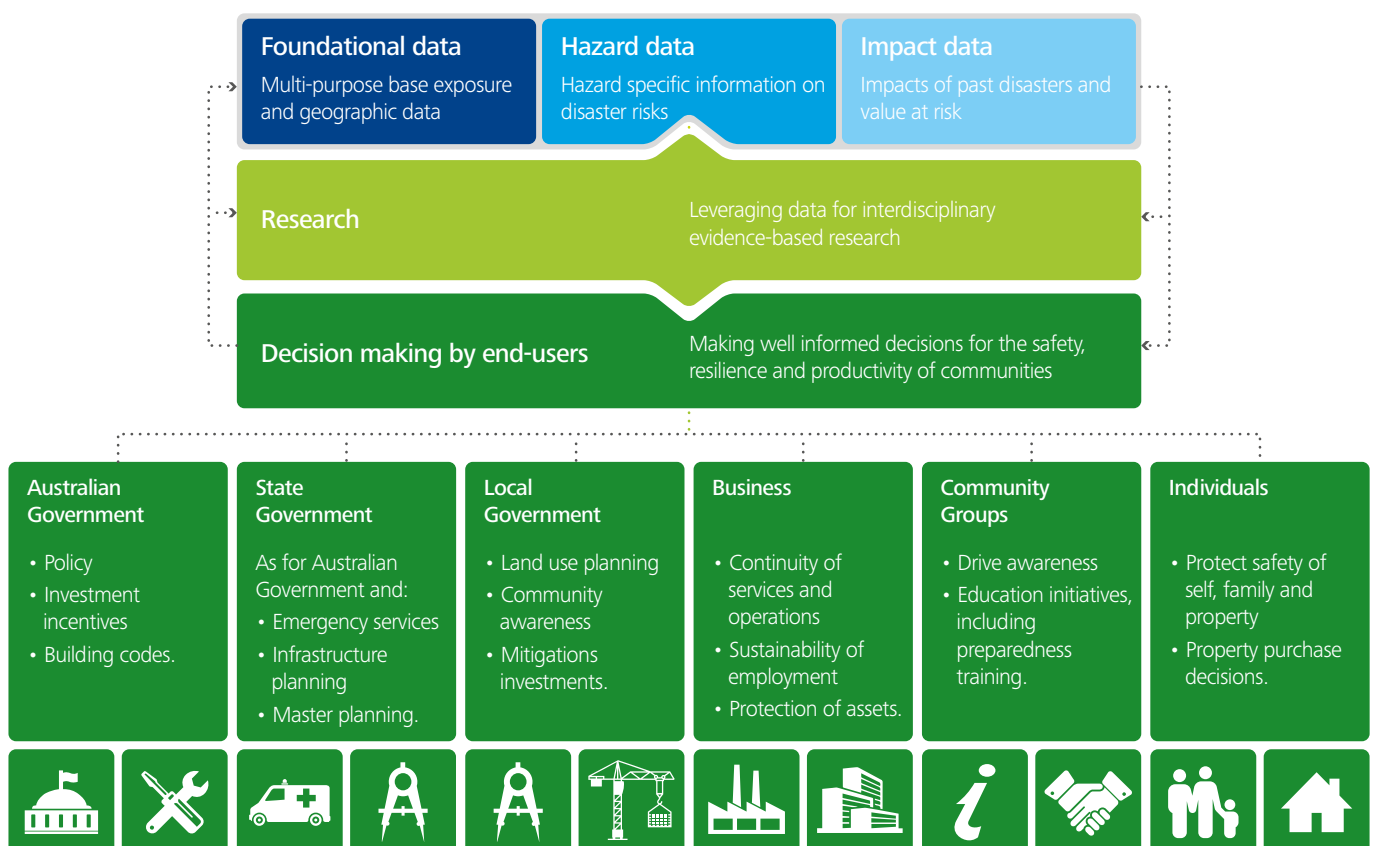 Foundational data
Multi-purpose base exposure
and geographic data
Hazard data
Hazard specific information on
disaster risks
Impact data
Impacts of past disasters and
value at risk
Research
Leveraging data for interdisciplinary
evidence-based research
Decision making by end-users
Making well informed decisions for the safety,
resilience and productivity of communities
Australian
Government
• Policy
• Investment
incentives
• Building codes.
State
Government
As for Australian
Government and:
• Emergency services
• Infrastructure
planning
• Master planning.
Local
Government
• Land use planning
• Community
awareness
• Mitigations
investments.
Business
• Continuity of
services and
operations
• Sustainability of
employment
• Protection of assets.
Community
Groups
• Drive awareness
• Education initiatives,
including
preparedness
training.
Individuals
• Protect safety of
self, family and
property
• Property purchase
decisions.